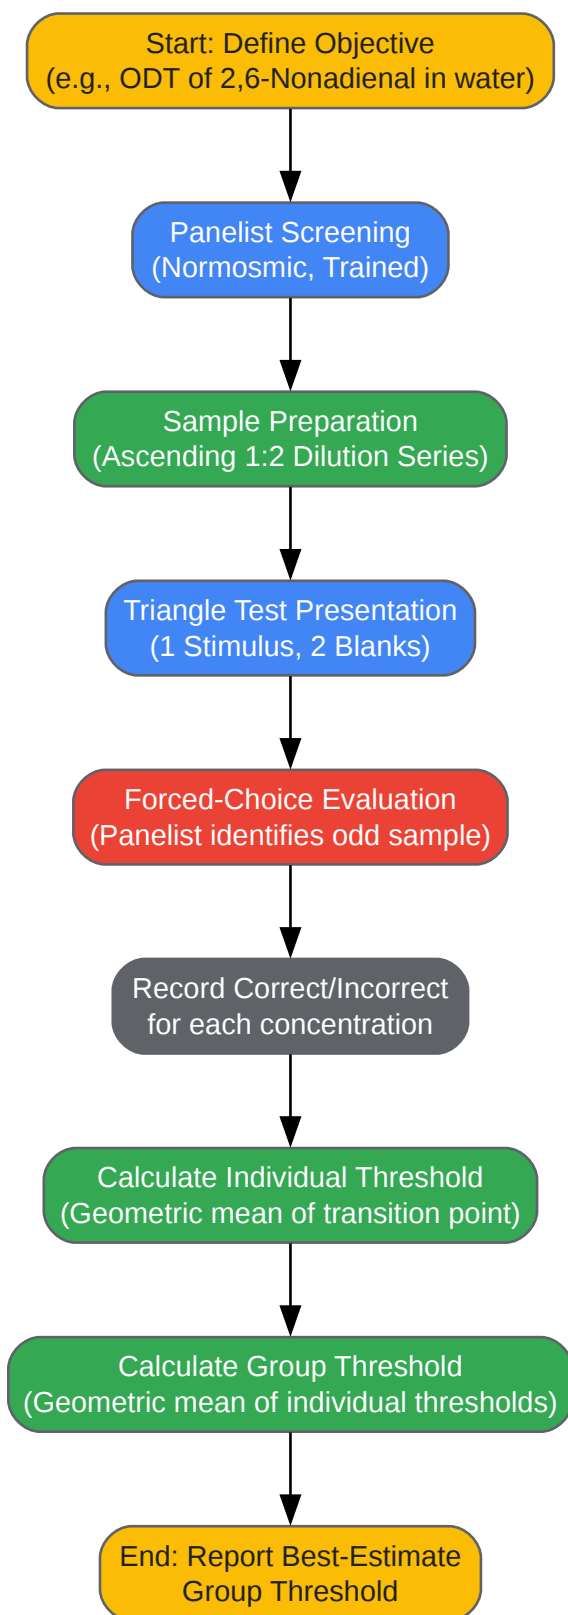 Start: Define Objective
(e.g., ODT of 2,6-Nonadienal in water)
Panelist Screening
(Normosmic, Trained)
Sample Preparation
(Ascending 1:2 Dilution Series)
Triangle Test Presentation
(1 Stimulus, 2 Blanks)
Forced-Choice Evaluation
(Panelist identifies odd sample)
Record Correct/Incorrect
for each concentration
Calculate Individual Threshold
(Geometric mean of transition point)
Calculate Group Threshold
(Geometric mean of individual thresholds)
End: Report Best-Estimate
Group Threshold